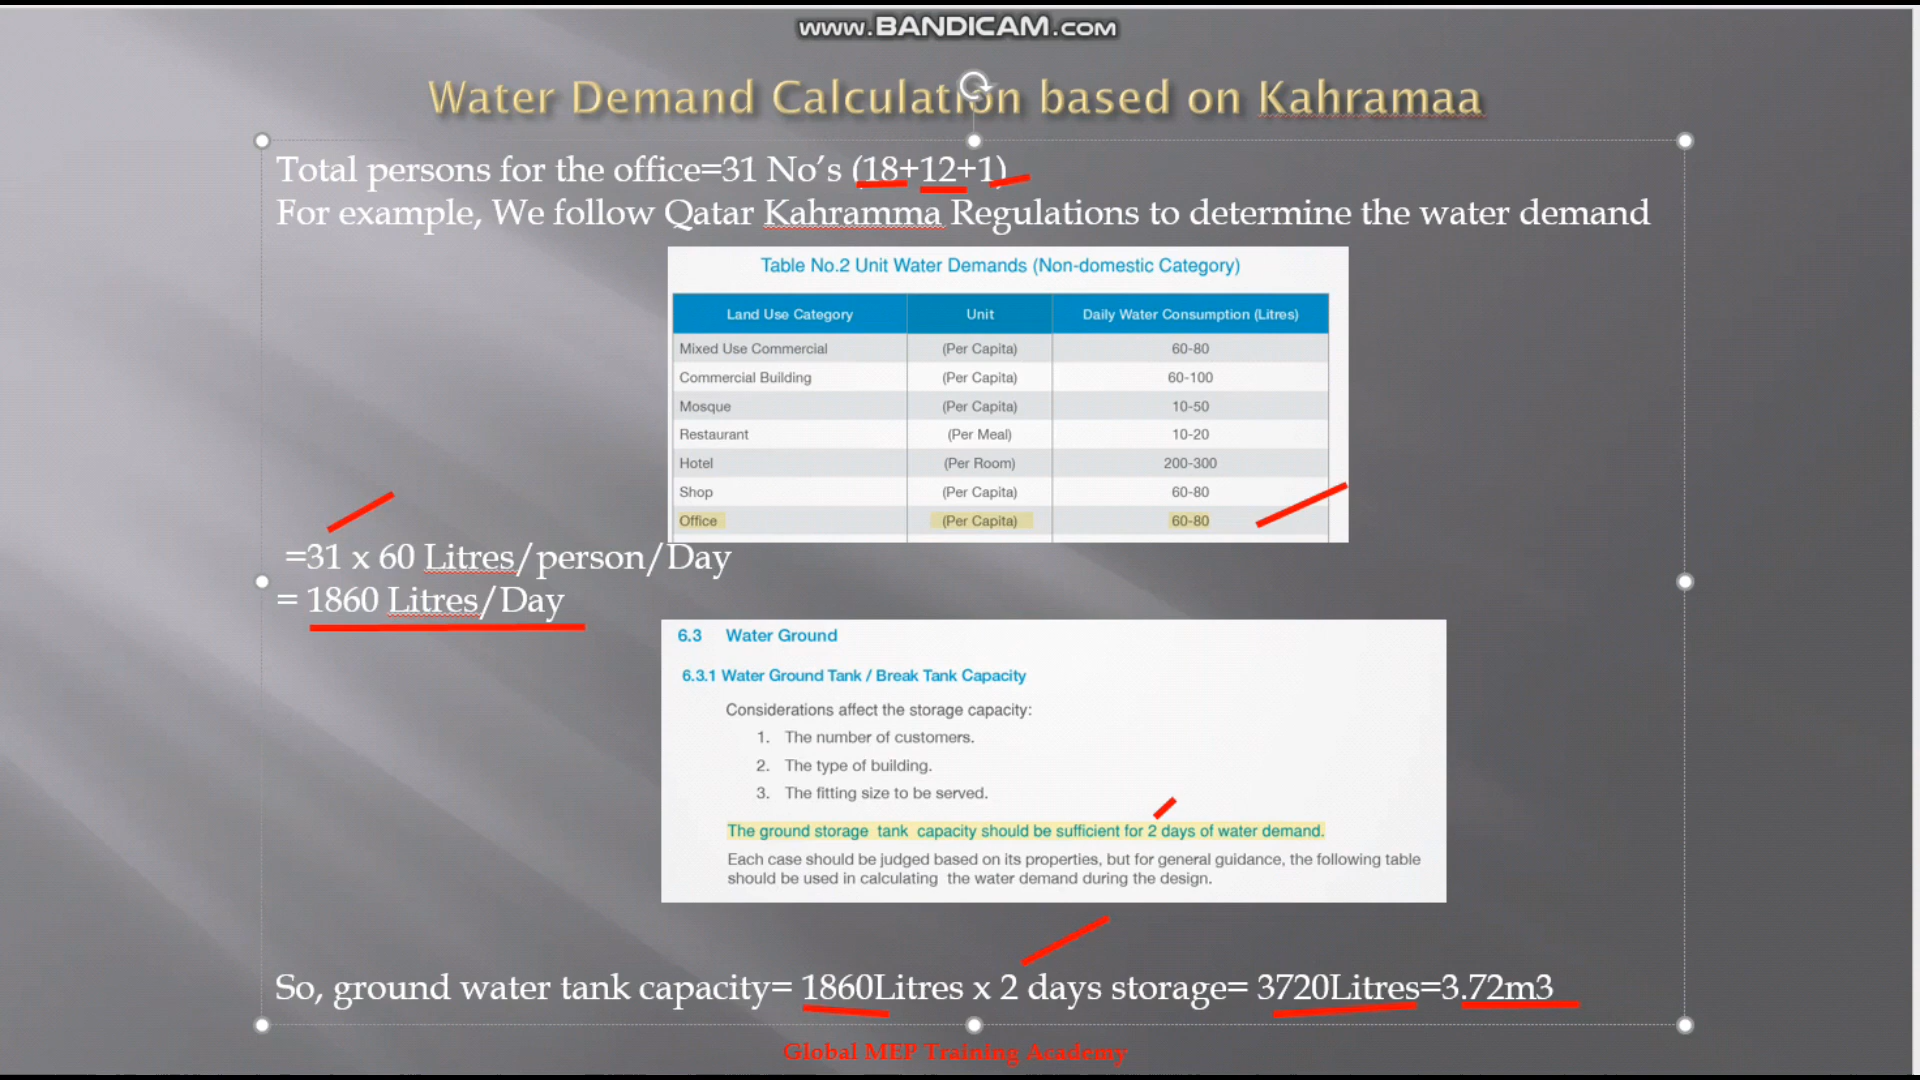 www.BANDICAM.com
Water Demand Calculation based on Kahramaa
Total persons for the office=31 No's (18+12+1)
For example, We follow Qatar Kahramma Regulations to determine the water demand
Table No.2 Unit Water Demands (Non-domestic Category)
Land Use Category Unit Daily Water Consumption (Litres)
Mixed Use Commercial (Per Capita) 60-80
Commercial Building (Per Capita) 60-100
Mosque (Per Capita) 10-50
Restaurant (Per Meal) 10-20
Hotel (Per Room) 200-300
Shop (Per Capita) 60-80
Office (Per Capita) 60-80
=31 x 60 Litres/person/Day
= 1860 Litres/Day
6.3 Water Ground
6.3.1 Water Ground Tank / Break Tank Capacity
Considerations affect the storage capacity:
1. The number of customers.
2. The type of building.
3. The fitting size to be served.
The ground storage tank capacity should be sufficient for 2 days of water demand.
Each case should be judged based on its properties, but for general guidance, the following table
should be used in calculating the water demand during the design.
So, ground water tank capacity= 1860Litres x 2 days storage= 3720Litres=3.72m3
Global MEP Training Academy